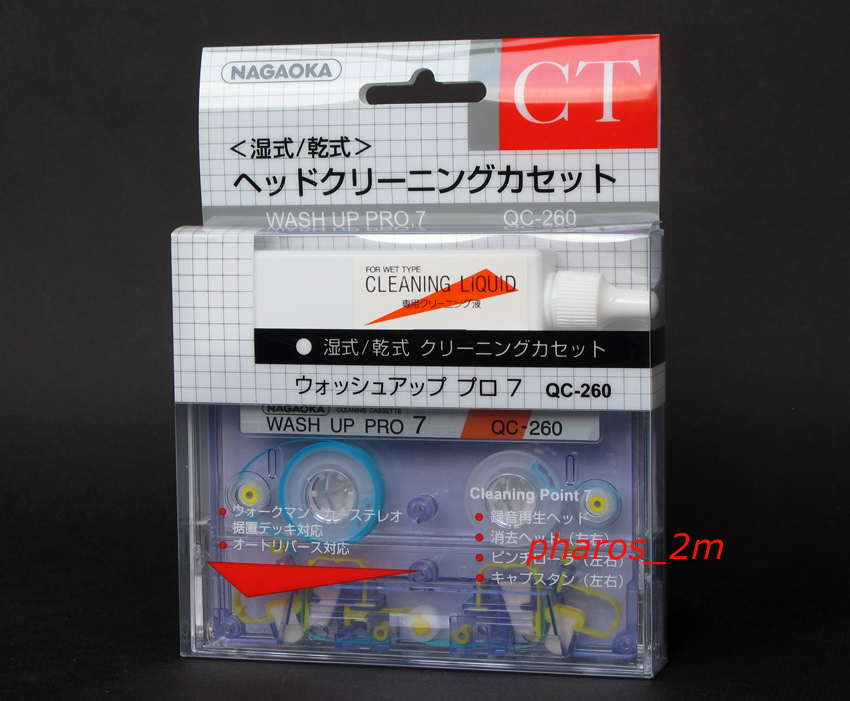 NAGAOKA
CT
＜湿式/乾式＞
ヘッドクリーニングカセット
WASH UP PRO.7 QC-260
FOR WET TYPE
CLEANING LiQUID
専用クリーニング液
●湿式/乾式 クリーニングカセット
ウォッシュアップ プロ 7 QC-260
NAGAOKA CLEANING CASSETTE
WASH UP PRO 7 QC-260
Cleaning Point 7
●ウォークマン・カーステレオ
据置デッキ対応
●オートリバース対応
●録音再生ヘッド
●消去ヘッド（左右）
●ピンチローラ（左右）
●キャプスタン（左右）
pharos_2m